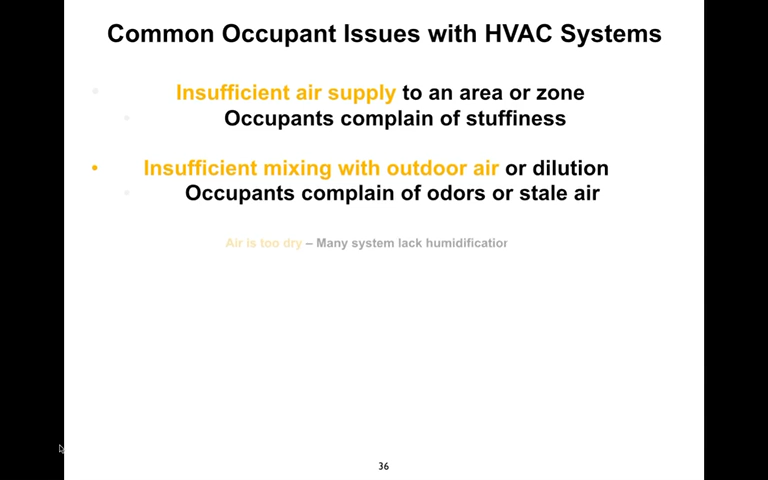 Common Occupant Issues with HVAC Systems
• Insufficient air supply to an area or zone
• Occupants complain of stuffiness
• Insufficient mixing with outdoor air or dilution
• Occupants complain of odors or stale air
Air is too dry – Many system lack humidification
36